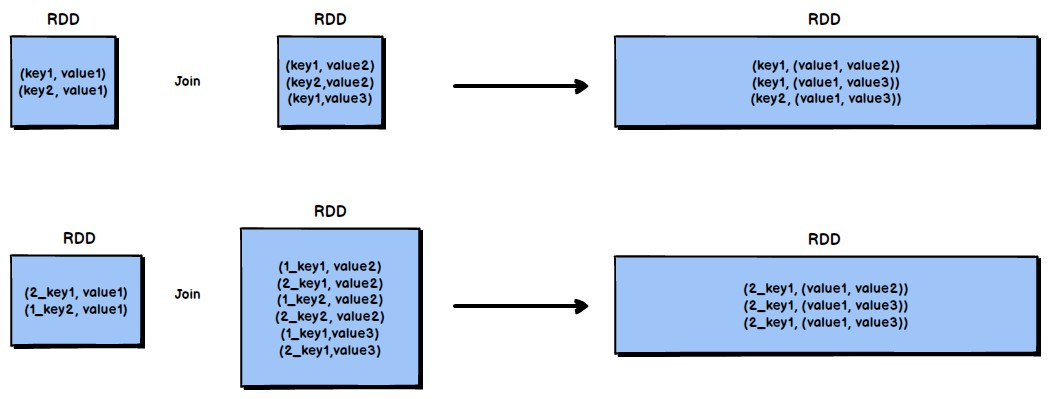 RDD
(key1, value1)
(key2, value1)
Join
RDD
(key1, value2)
(key2,value2)
(key1,value3)
RDD
(key1, (value1, value2))
(key1, (value1, value3))
(key2, (value1, value3))
RDD
(2_key1, value1)
(1_key2, value1)
Join
RDD
(1_key1, value2)
(2_key1, value2)
(1_key2, value2)
(2_key2, value2)
(1_key1,value3)
(2_key1,value3)
RDD
(2_key1, (value1, value2))
(2_key1, (value1, value3))
(2_key1, (value1, value3))